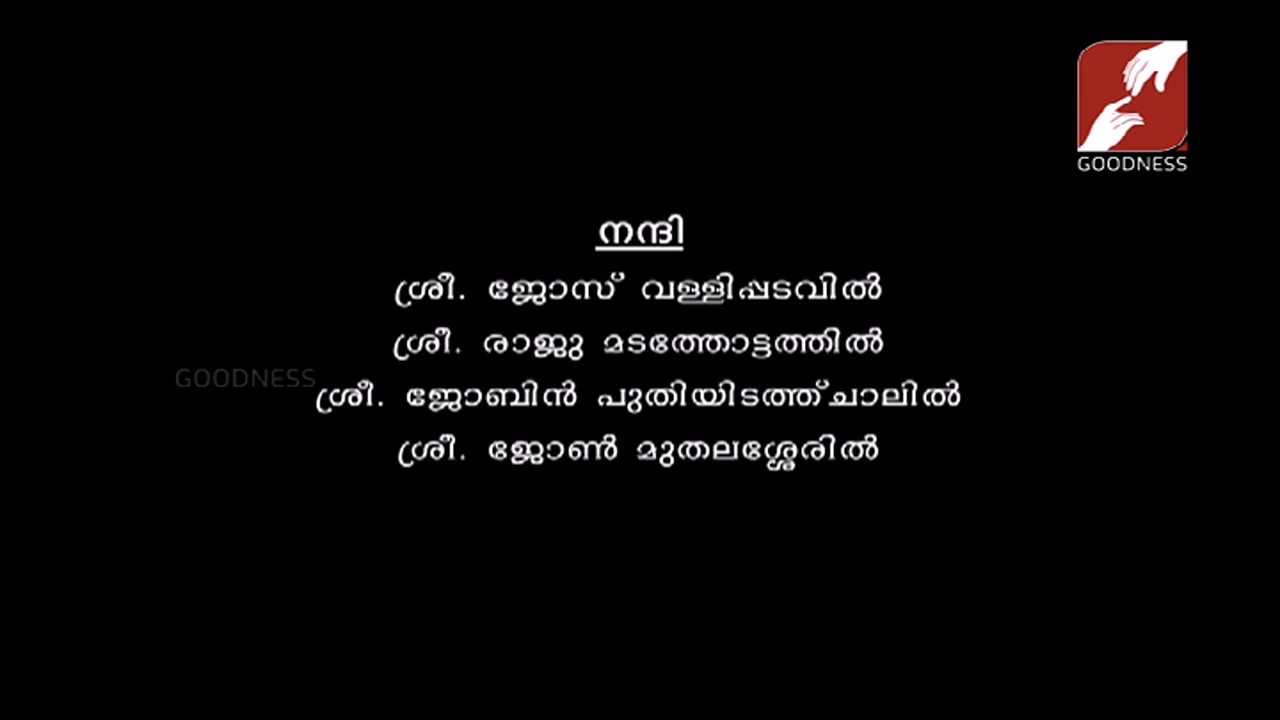 GOODNESS
നന്ദി
ശ്രീ. ജോസ് വള്ളിപ്പടവിൽ
ശ്രീ. രാജു മടത്തോട്ടത്തിൽ
GOODNESS
ശ്രീ. ജോബിൻ പുതിയിടത്ത്ചാലിൽ
ശ്രീ. ജോൺ മുതലശ്ശേരിൽ